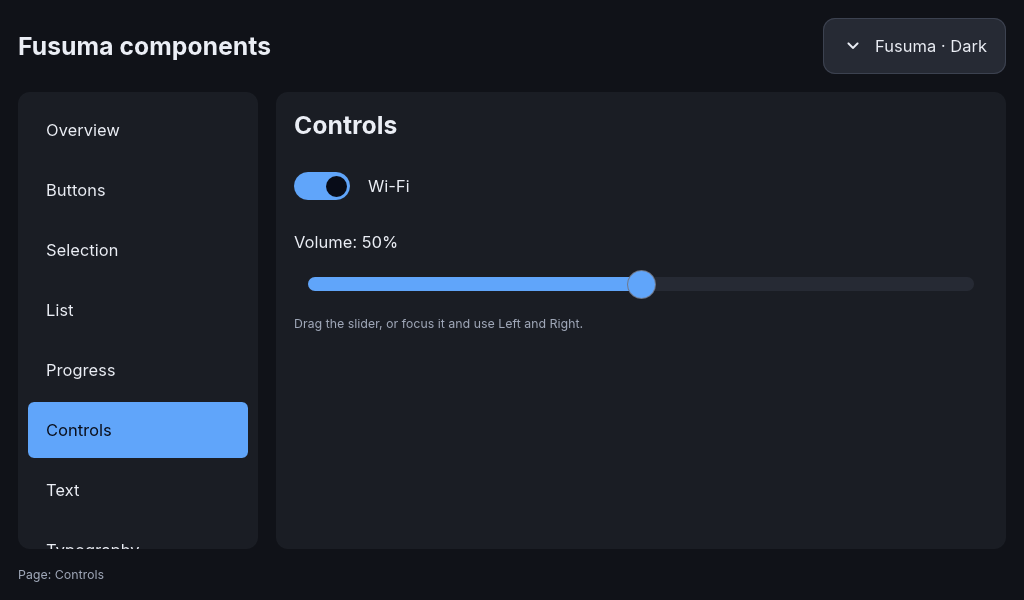 Fusuma components
Fusuma · Dark
Overview
Buttons
Selection
List
Progress
Controls
Text
Typography
Controls
Wi-Fi
Volume: 50%
Drag the slider, or focus it and use Left and Right.
Page: Controls